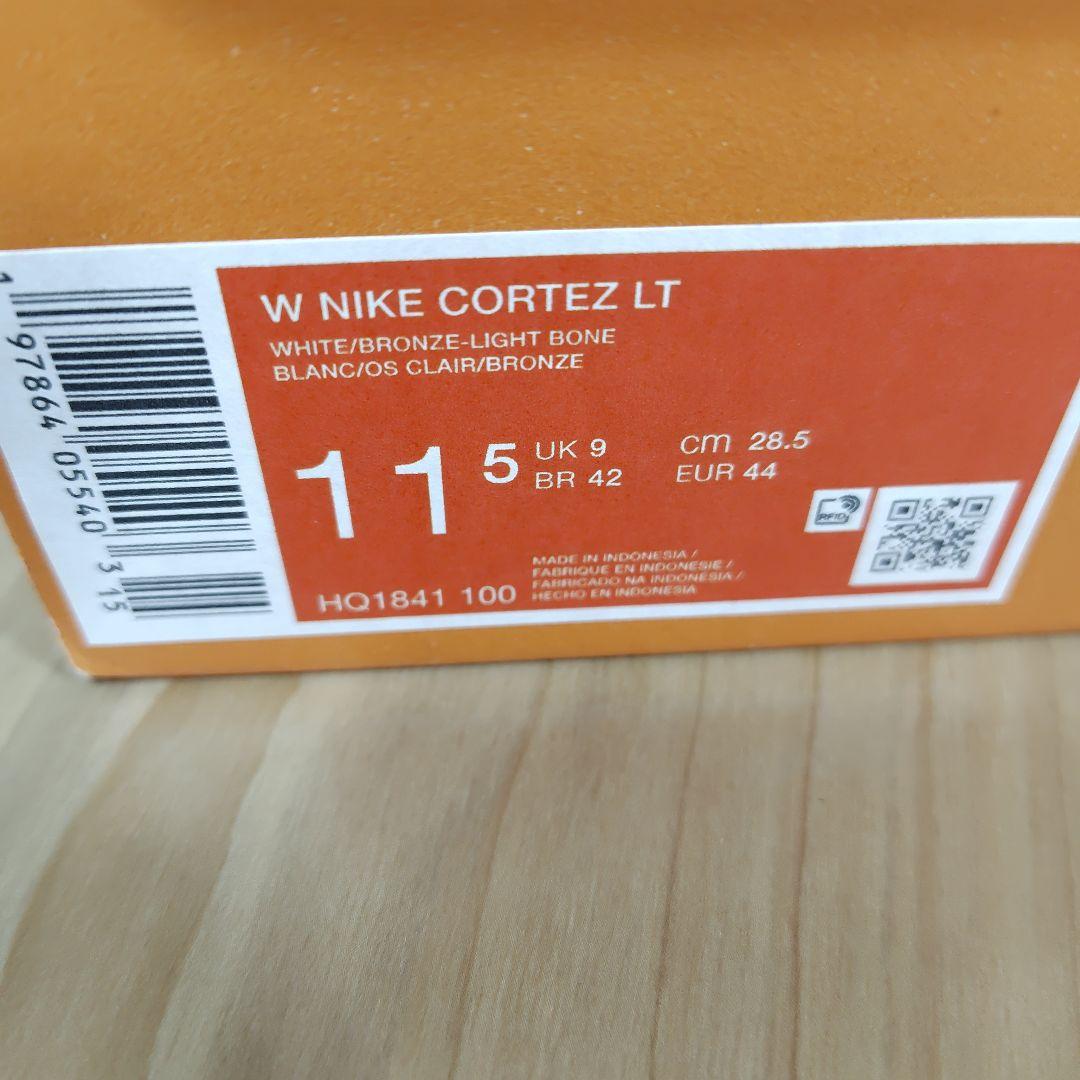 W NIKE CORTEZ LT
WHITE/BRONZE-LIGHT BONE
BLANC/OS CLAIR/BRONZE
11 5
UK 9
BR 42
cm 28.5
EUR 44
RFID
MADE IN INDONESIA /
FABRIQUE EN INDONESIE /
FABRICADO NA INDONESIA /
HECHO EN INDONESIA
HQ1841 100
1 97864 05540 3 15